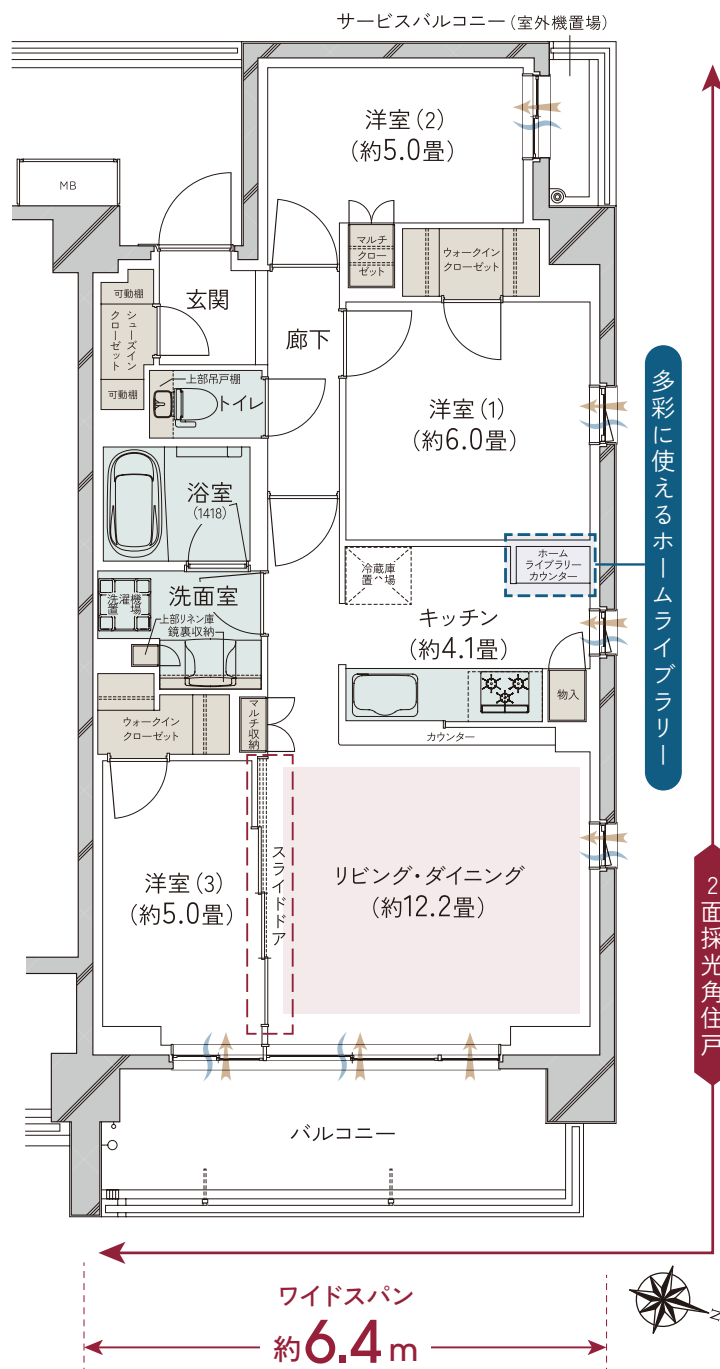 サービスバルコニー(室外機置場)
洋室(2)
(約5.0畳)
MB
マルチ
クロー
ゼット
ウォークイン
クローゼット
玄関
可動棚
シューズイン
クローゼット
可動棚
廊下
上部吊戸棚
トイレ
洋室(1)
(約6.0畳)
多彩に使えるホームライブラリー
浴室
(1418)
冷蔵庫
置場
ホーム
ライブラリー
カウンター
洗濯機
置場
洗面室
上部リネン庫
鏡裏収納
キッチン
(約4.1畳)
物入
カウンター
ウォークイン
クローゼット
マルチ収納
スライドドア
洋室(3)
(約5.0畳)
リビング・ダイニング
(約12.2畳)
2面採光角住戸
バルコニー
N
ワイドスパン
約6.4m